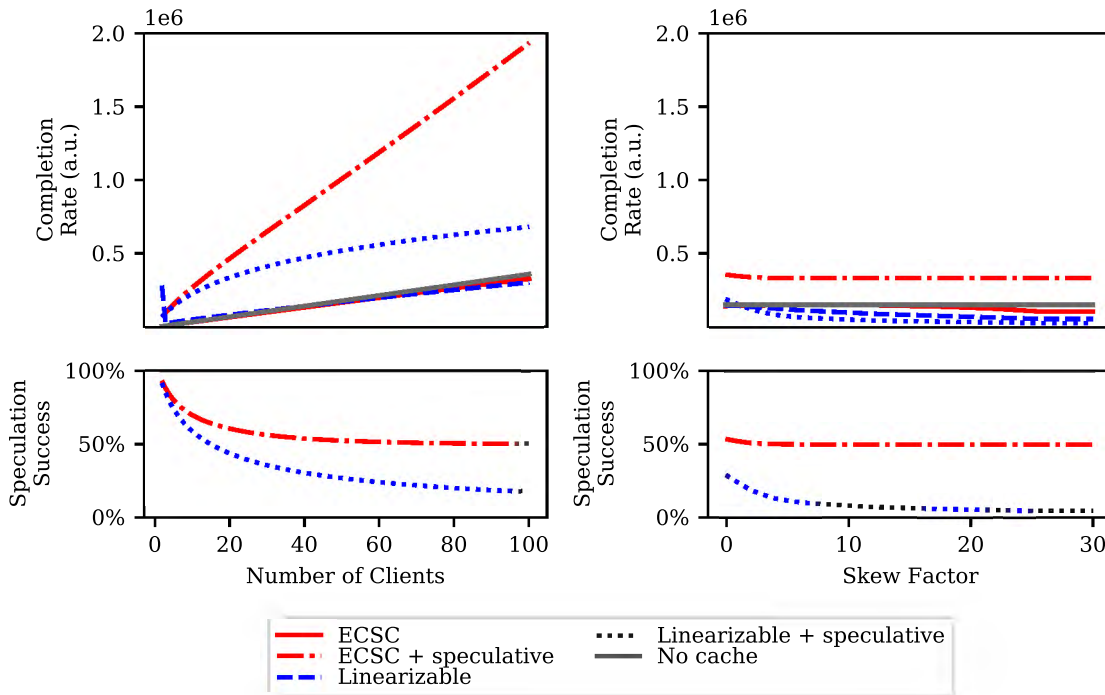 1e6
2.0
1.5
1.0
0.5
Completion
Rate (a.u.)
1e6
2.0
1.5
1.0
0.5
Completion
Rate (a.u.)
100%
50%
0%
Speculation
Success
0 20 40 60 80 100
Number of Clients
100%
50%
0%
Speculation
Success
0 10 20 30
Skew Factor
ECSC
ECSC + speculative
Linearizable
Linearizable + speculative
No cache